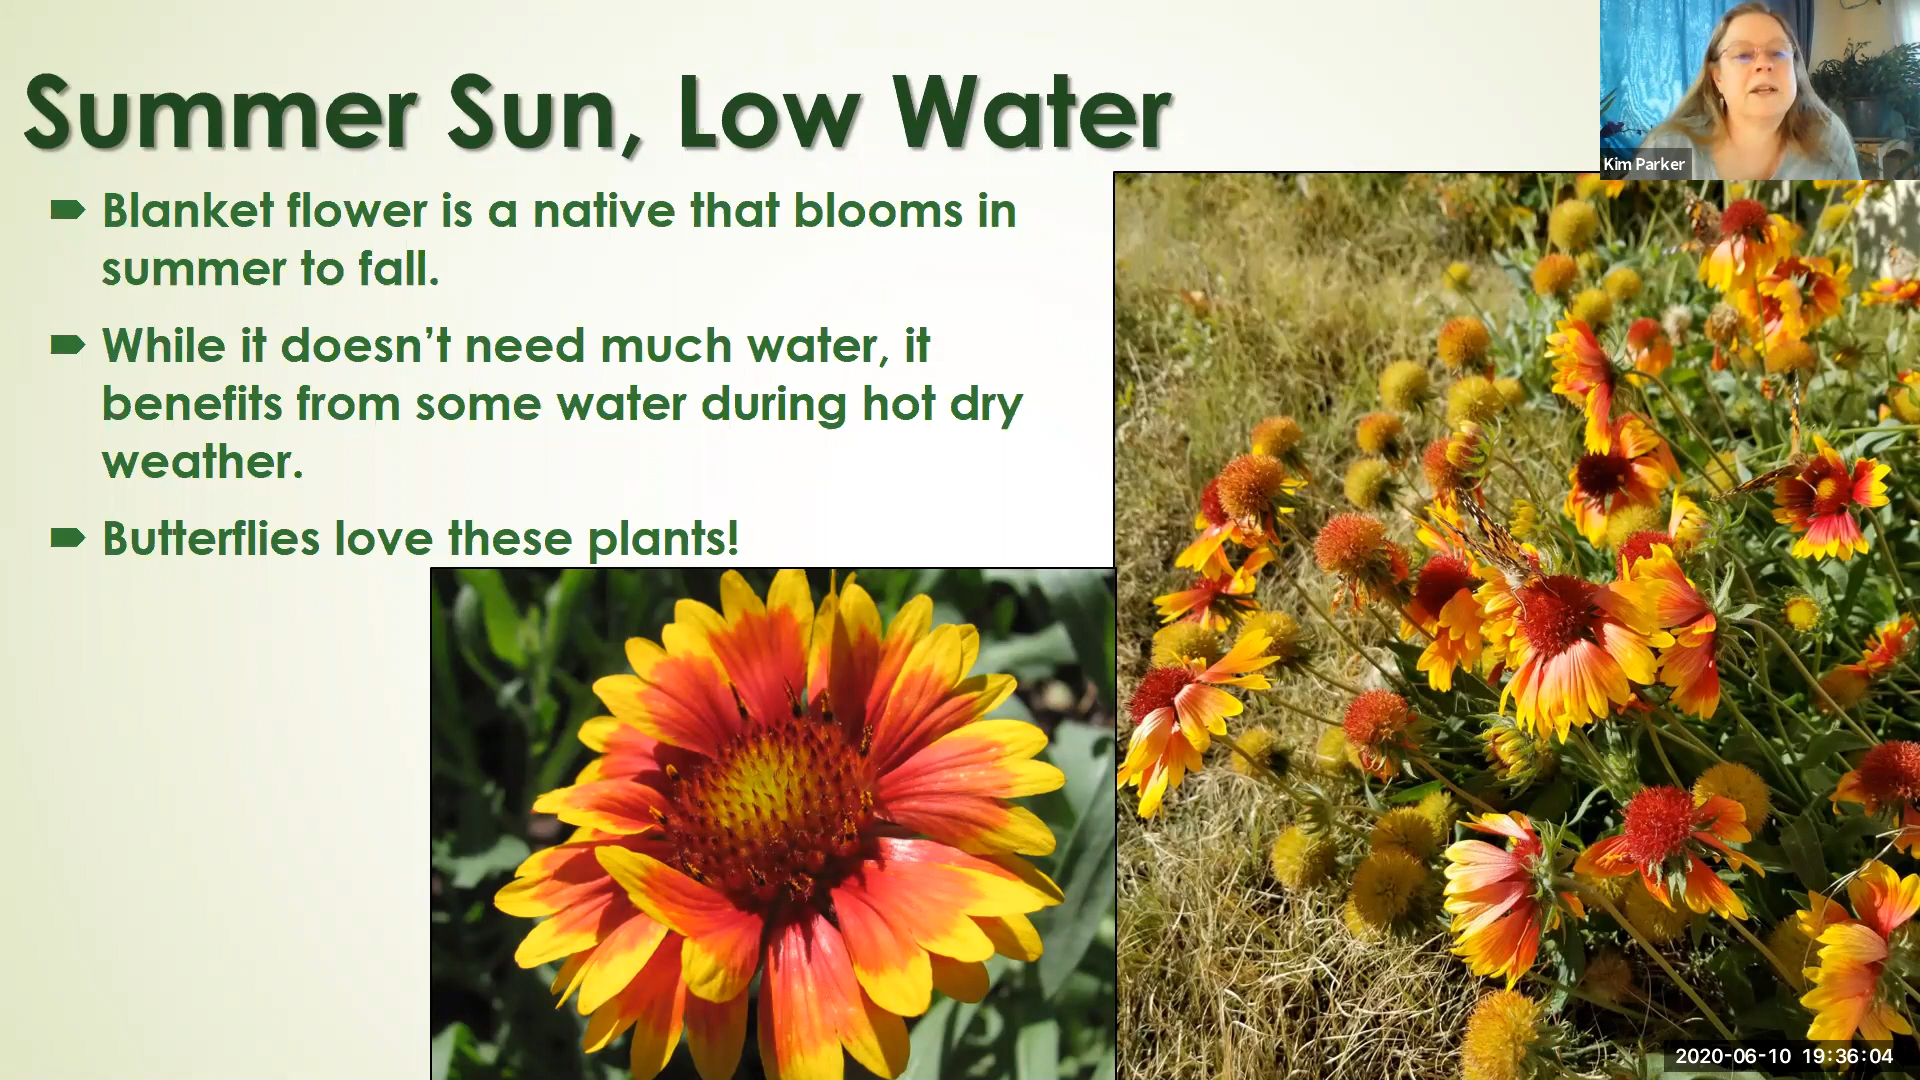 Summer Sun, Low Water
Kim Parker
Blanket flower is a native that blooms in
summer to fall.
While it doesn’t need much water, it
benefits from some water during hot dry
weather.
Butterflies love these plants!
2020-06-10 19:36:04